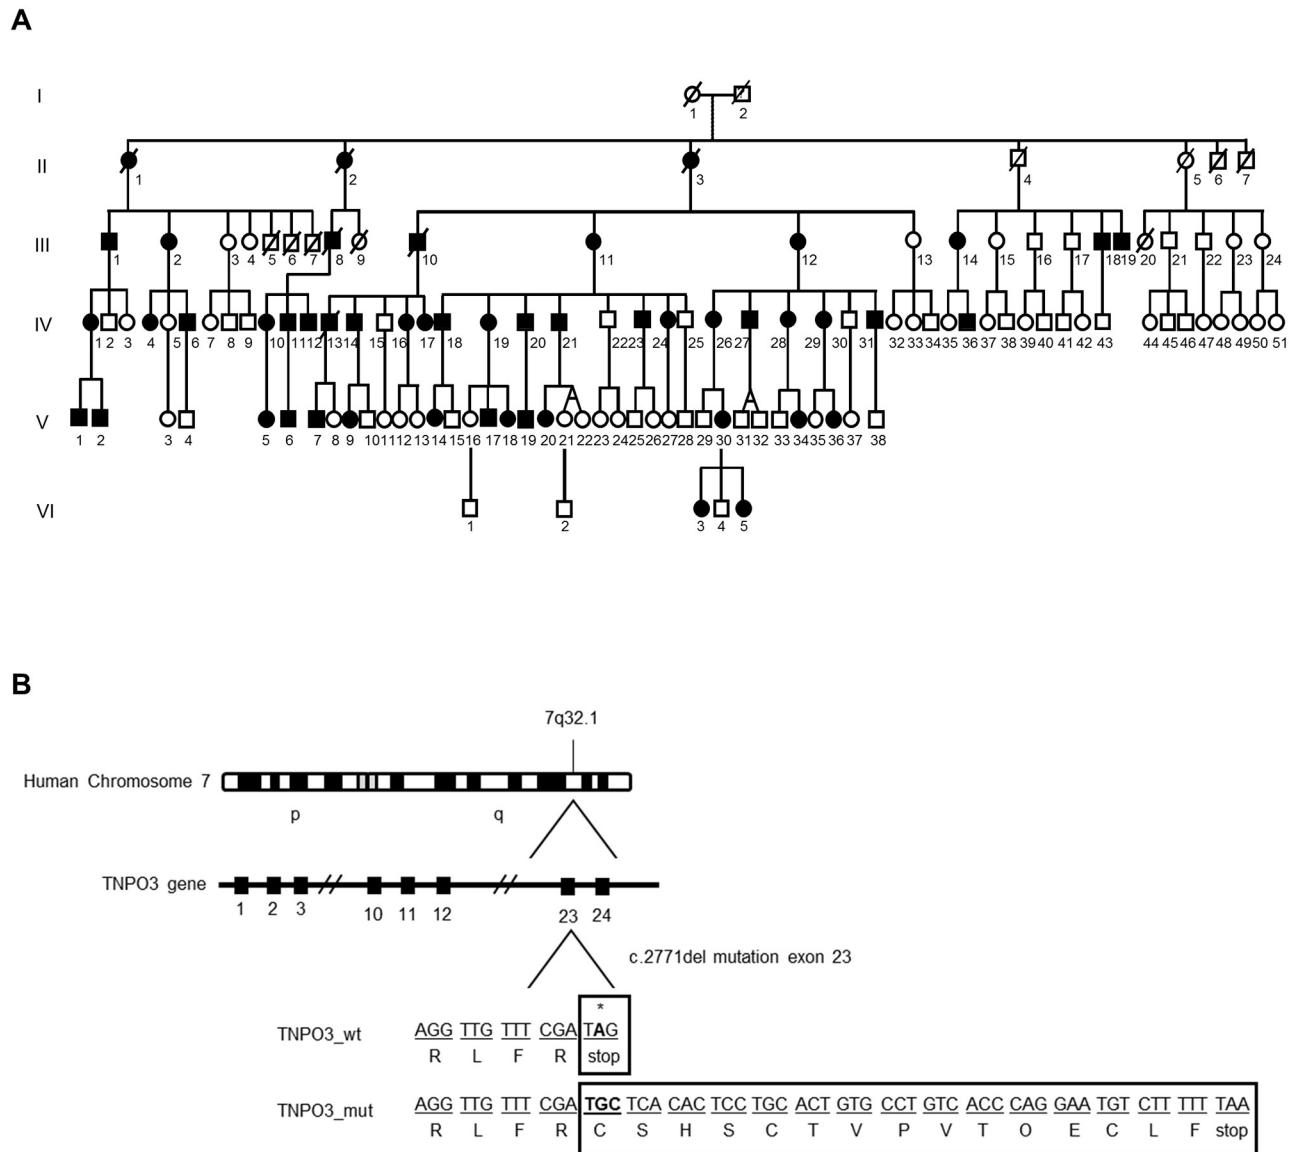 A
I
1 2
II
1 2 3 4 5 6 7
III
1 2 3 4 5 6 7 8 9 10 11 12 13 14 15 16 17 18 19 20 21 22 23 24
IV
1 2 3 4 5 6 7 8 9 10 11 12 13 14 15 16 17 18 19 20 21 22 23 24 25 26 27 28 29 30 31 32 33 34 35 36 37 38 39 40 41 42 43 44 45 46 47 48 49 50 51
V
1 2 3 4 5 6 7 8 9 10 11 12 13 14 15 16 17 18 19 20 21 22 23 24 25 26 27 28 29 30 31 32 33 34 35 36 37 38
VI
1 2 3 4 5
B
7q32.1
Human Chromosome 7
p q
TNPO3 gene
1 2 3 10 11 12 23 24
c.2771del mutation exon 23
*
TNPO3_wt AGG TTG TTT CGA TAG
R L F R stop
TNPO3_mut AGG TTG TTT CGA TGC TCA CAC TCC TGC ACT GTG CCT GTC ACC CAG GAA TGT CTT TTT TAA
R L F R C S H S C T V P V T O E C L F stop